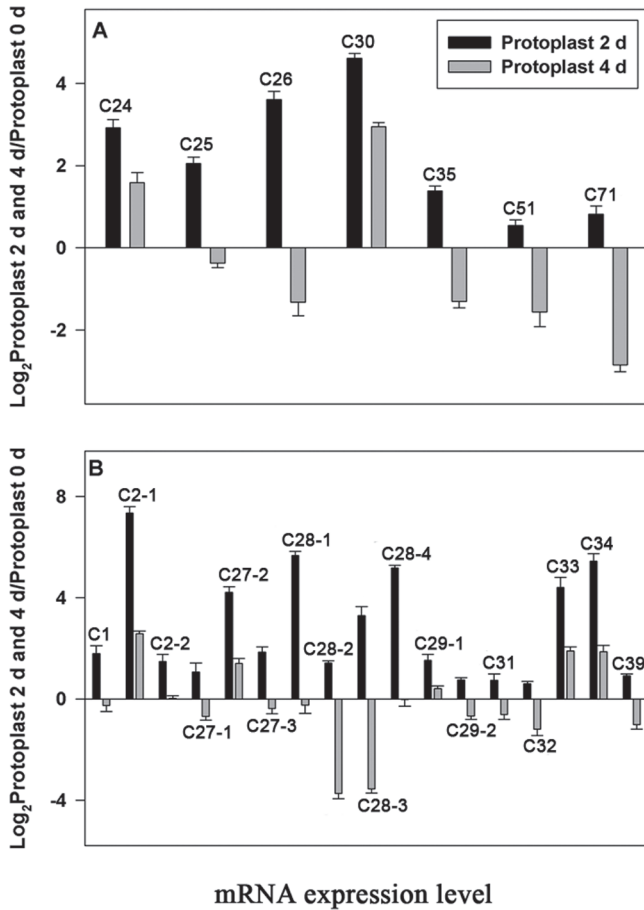 A
Protoplast 2 d
Protoplast 4 d
C24
C25
C26
C30
C35
C51
C71
4
2
0
-2
Log2Protoplast 2 d and 4 d/Protoplast 0 d
B
C1
C2-1
C2-2
C27-1
C27-2
C27-3
C28-1
C28-2
C28-3
C28-4
C29-1
C29-2
C31
C32
C33
C34
C39
8
4
0
-4
Log2Protoplast 2 d and 4 d/Protoplast 0 d
mRNA expression level